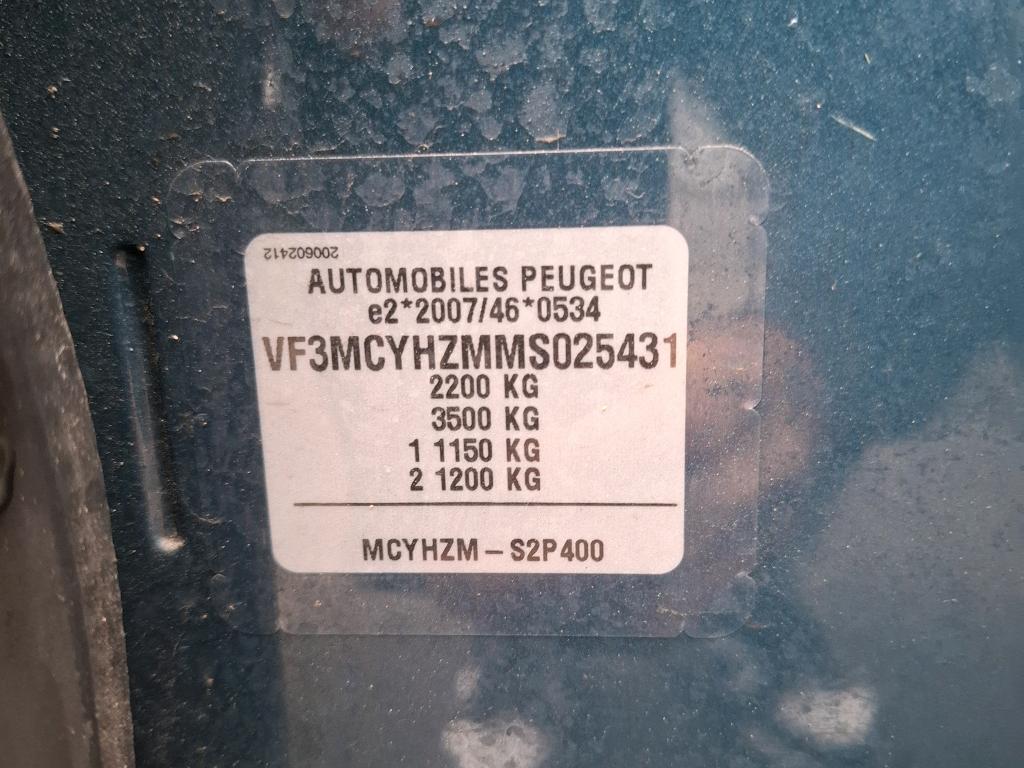 200602412
AUTOMOBILES PEUGEOT
e2*2007/46*0534
VF3MCYHZMMS025431
2200 KG
3500 KG
1 1150 KG
2 1200 KG
MCYHZM – S2P400